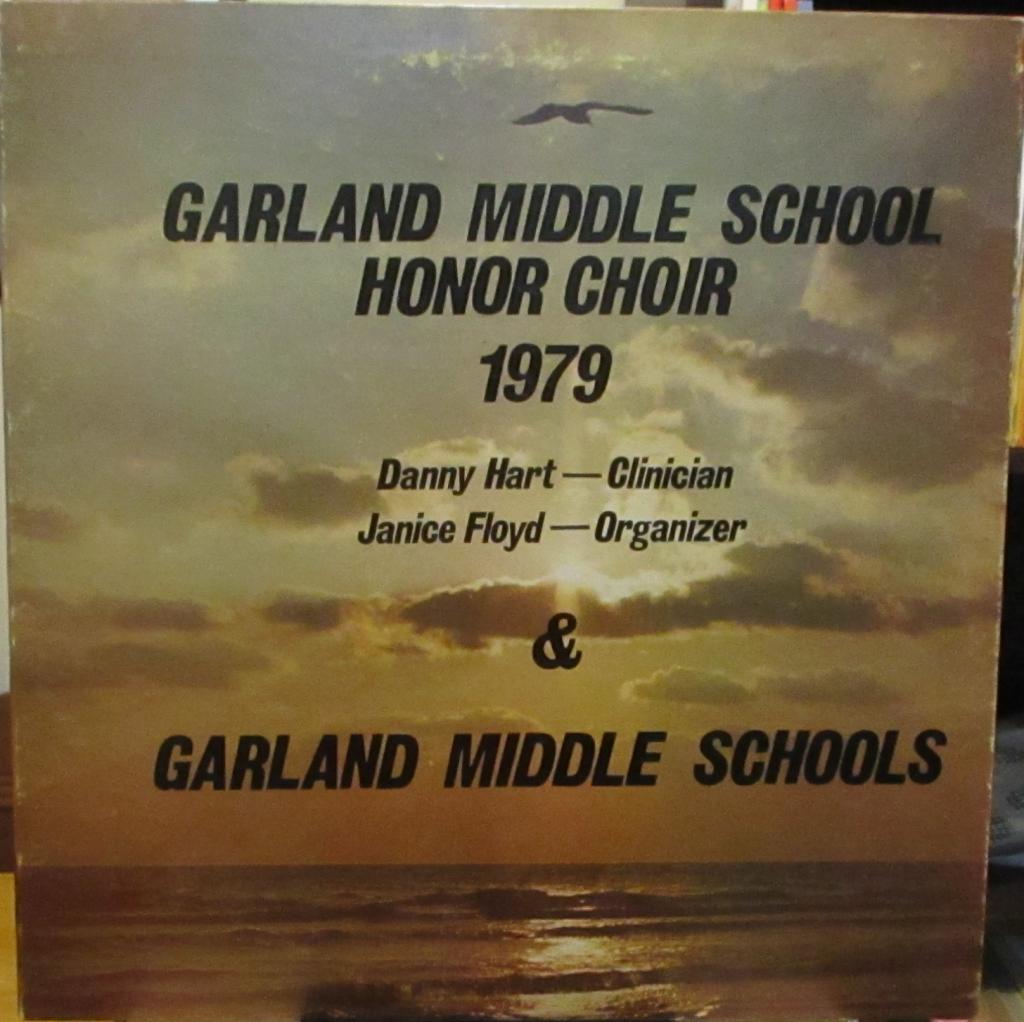 GARLAND MIDDLE SCHOOL
HONOR CHOIR
1979
Danny Hart — Clinician
Janice Floyd — Organizer
&
GARLAND MIDDLE SCHOOLS